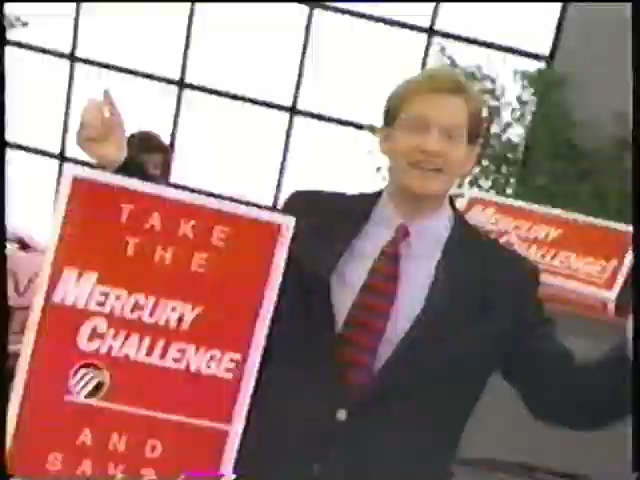 TAKE
THE
MERCURY
CHALLENGE
AND
MERCURY
CHALLENGE!